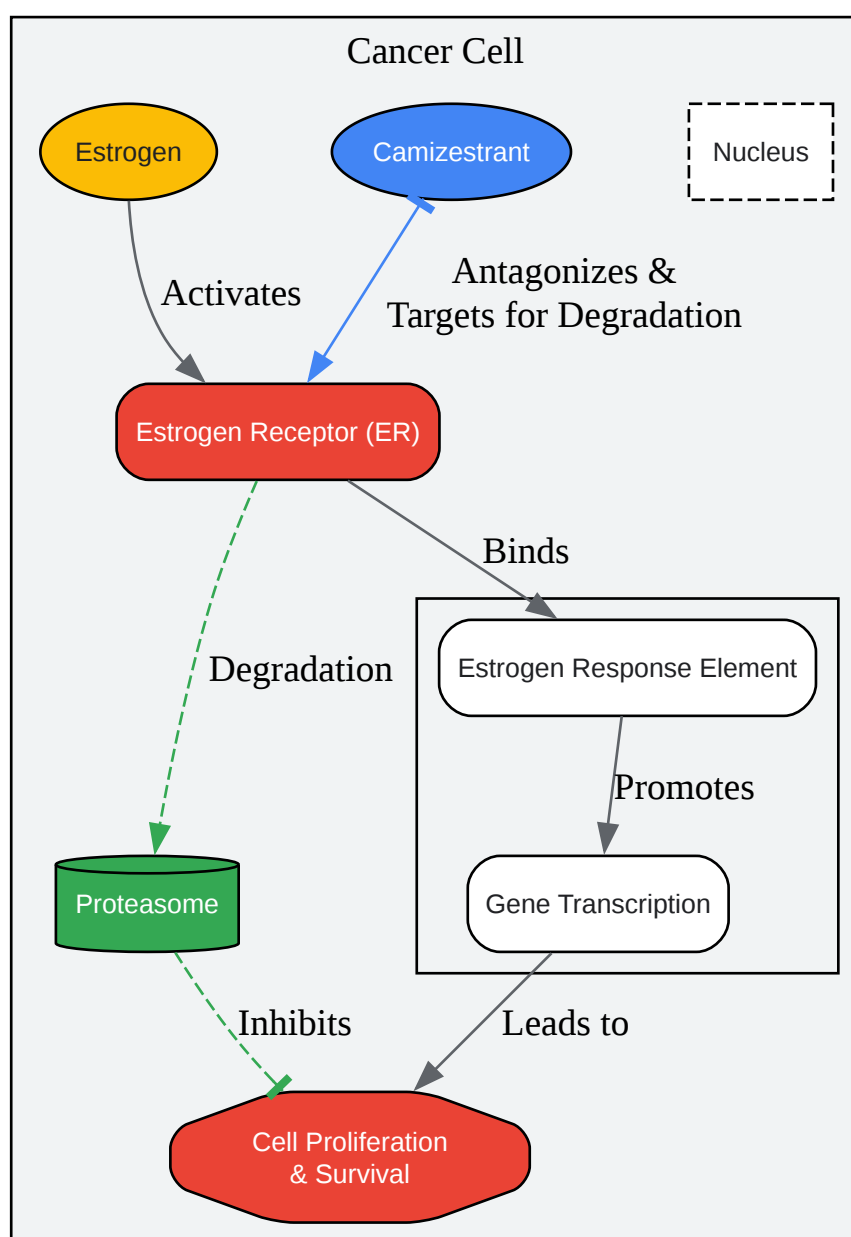 Cancer Cell
Estrogen
Camizestrant
Nucleus
Activates
Antagonizes &
Targets for Degradation
Estrogen Receptor (ER)
Binds
Degradation
Estrogen Response Element
Promotes
Proteasome
Gene Transcription
Inhibits
Leads to
Cell Proliferation
& Survival